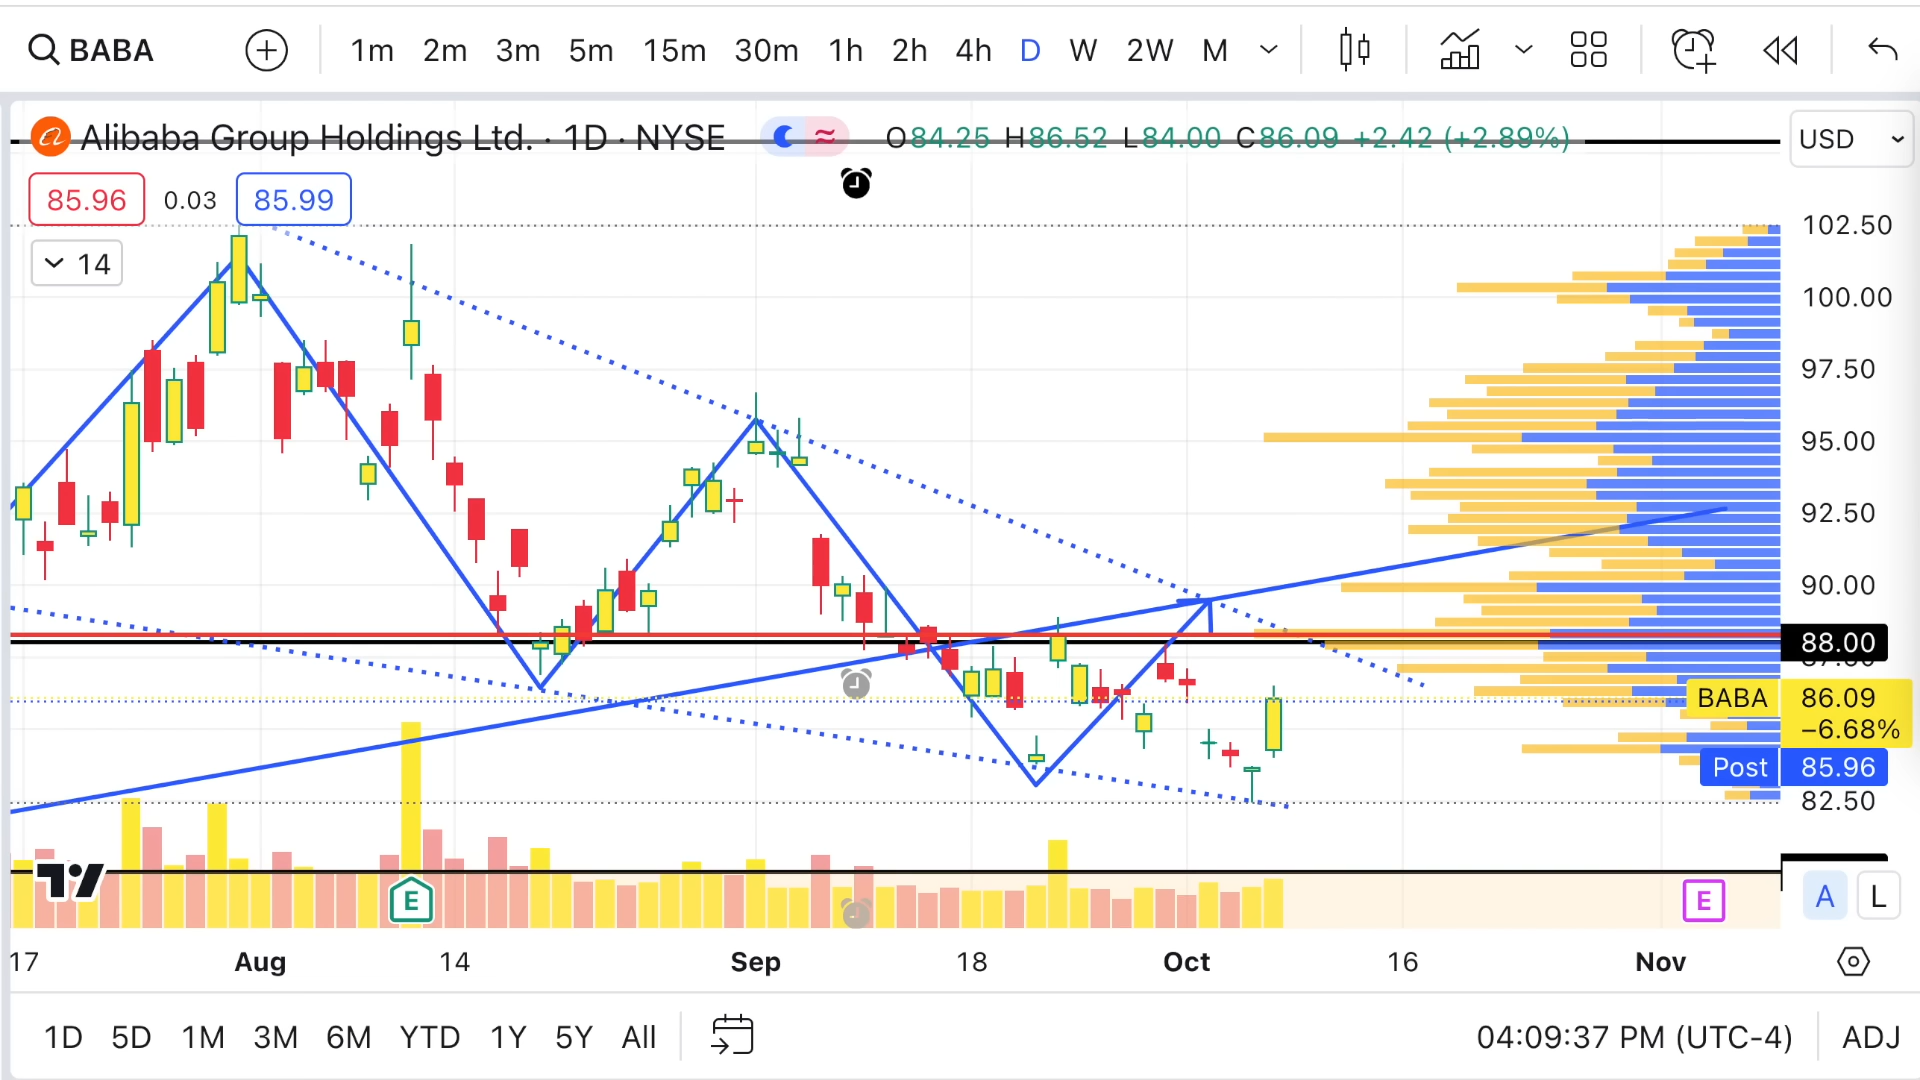 BABA 1m 2m 3m 5m 15m 30m 1h 2h 4h D W 2W M
Alibaba Group Holdings Ltd. · 1D · NYSE O84.25 H86.52 L84.00 C86.09 +2.42 (+2.89%) USD
85.96 0.03 85.99
14
102.50
100.00
97.50
95.00
92.50
90.00
88.00
BABA 86.09
−6.68%
Post 85.96
82.50
E E A L
17 Aug 14 Sep 18 Oct 16 Nov
1D 5D 1M 3M 6M YTD 1Y 5Y All 04:09:37 PM (UTC-4) ADJ